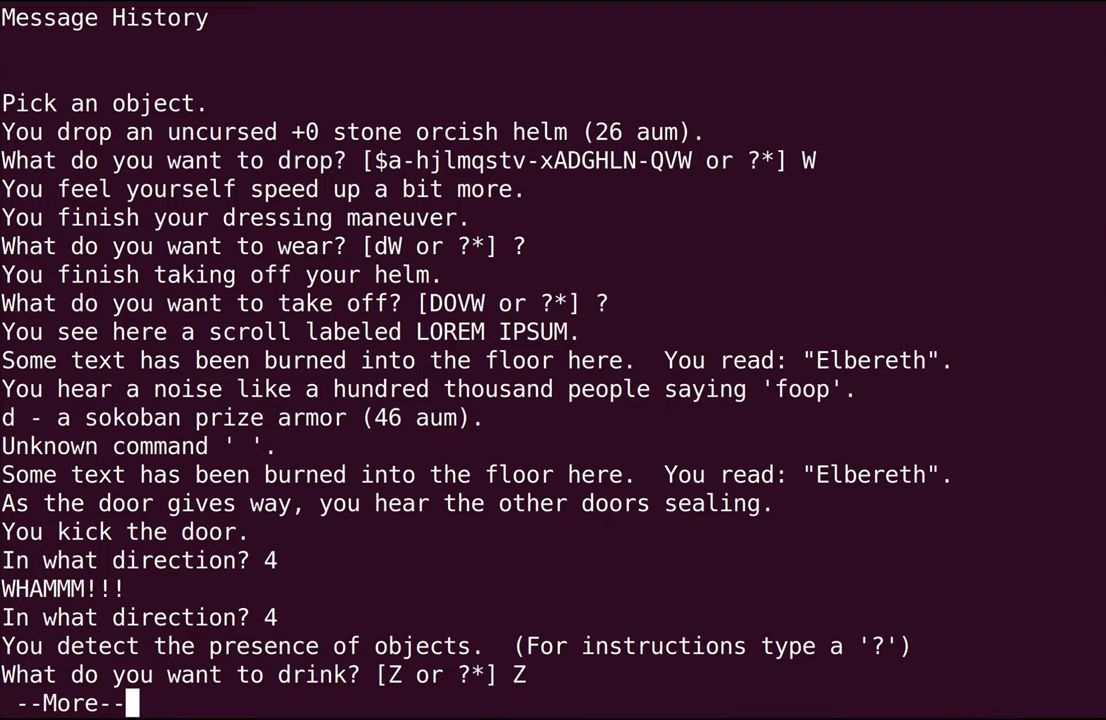 Message History
Pick an object.
You drop an uncursed +0 stone orcish helm (26 aum).
What do you want to drop? [$a-hjlmqstv-xADGHLN-QVW or ?*] W
You feel yourself speed up a bit more.
You finish your dressing maneuver.
What do you want to wear? [dW or ?*] ?
You finish taking off your helm.
What do you want to take off? [DOVW or ?*] ?
You see here a scroll labeled LOREM IPSUM.
Some text has been burned into the floor here.  You read: "Elbereth".
You hear a noise like a hundred thousand people saying 'foop'.
d - a sokoban prize armor (46 aum).
Unknown command ' '.
Some text has been burned into the floor here.  You read: "Elbereth".
As the door gives way, you hear the other doors sealing.
You kick the door.
In what direction? 4
WHAMMM!!!
In what direction? 4
You detect the presence of objects.  (For instructions type a '?')
What do you want to drink? [Z or ?*] Z
--More--